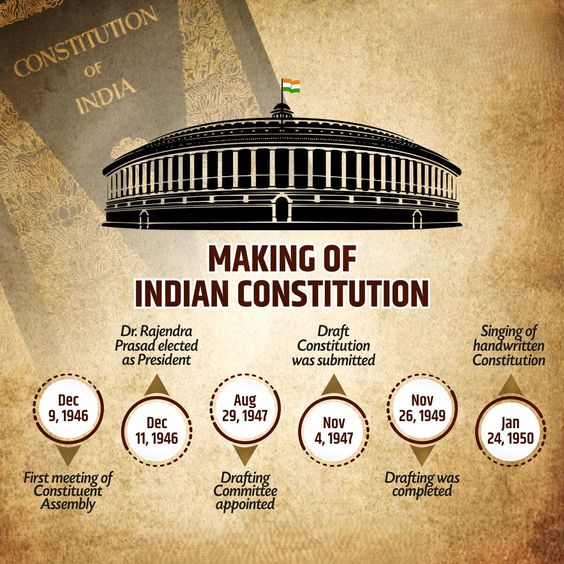 CONSTITUTION
OF
INDIA
MAKING OF
INDIAN CONSTITUTION
Dec
9, 1946
First meeting of
Constituent
Assembly
Dr. Rajendra
Prasad elected
as President
Dec
11, 1946
Aug
29, 1947
Drafting
Committee
appointed
Draft
Constitution
was submitted
Nov
4, 1947
Nov
26, 1949
Drafting was
completed
Singing of
handwritten
Constitution
Jan
24, 1950